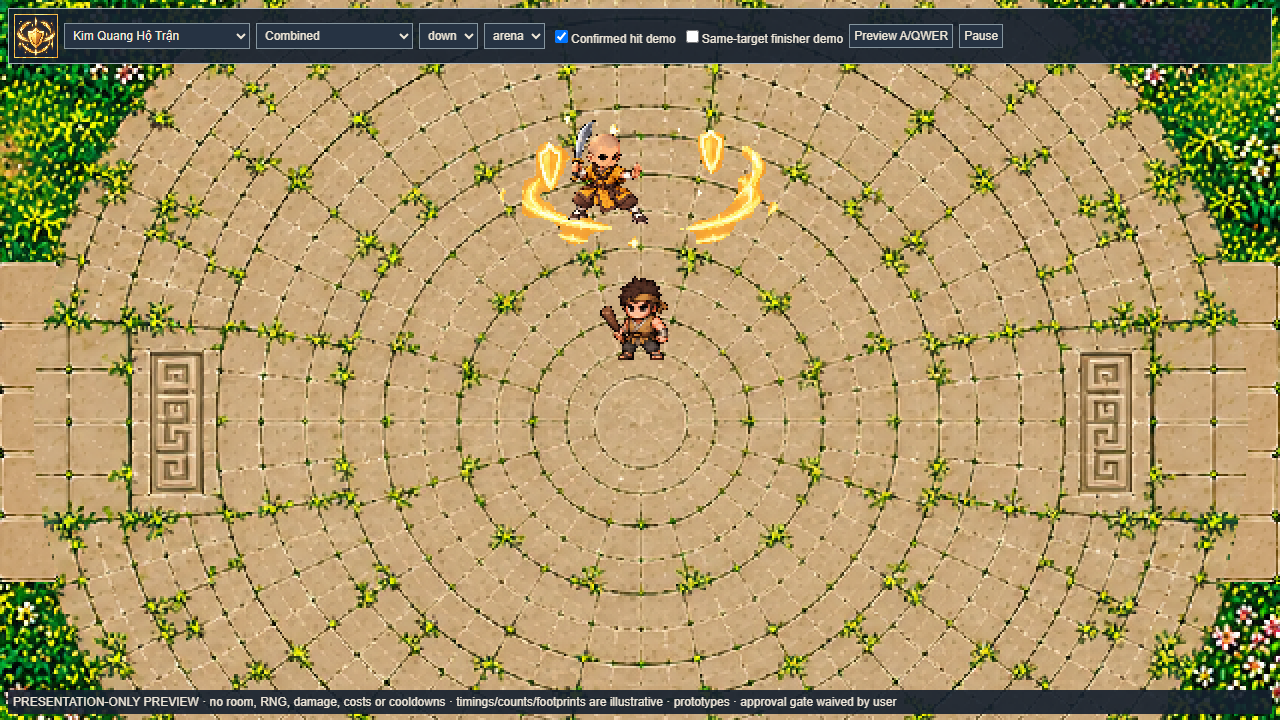 Kim Quang Hộ Trận Combined down arena Confirmed hit demo Same-target finisher demo Preview A/QWER Pause
PRESENTATION-ONLY PREVIEW · no room, RNG, damage, costs or cooldowns · timings/counts/footprints are illustrative · prototypes · approval gate waived by user